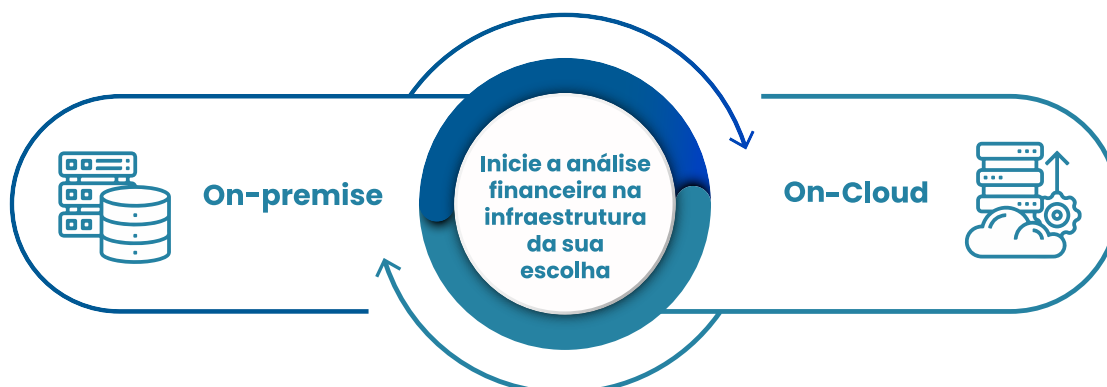 On-premise
Inicie a análise
financeira na
infraestrutura
da sua
escolha
On-Cloud